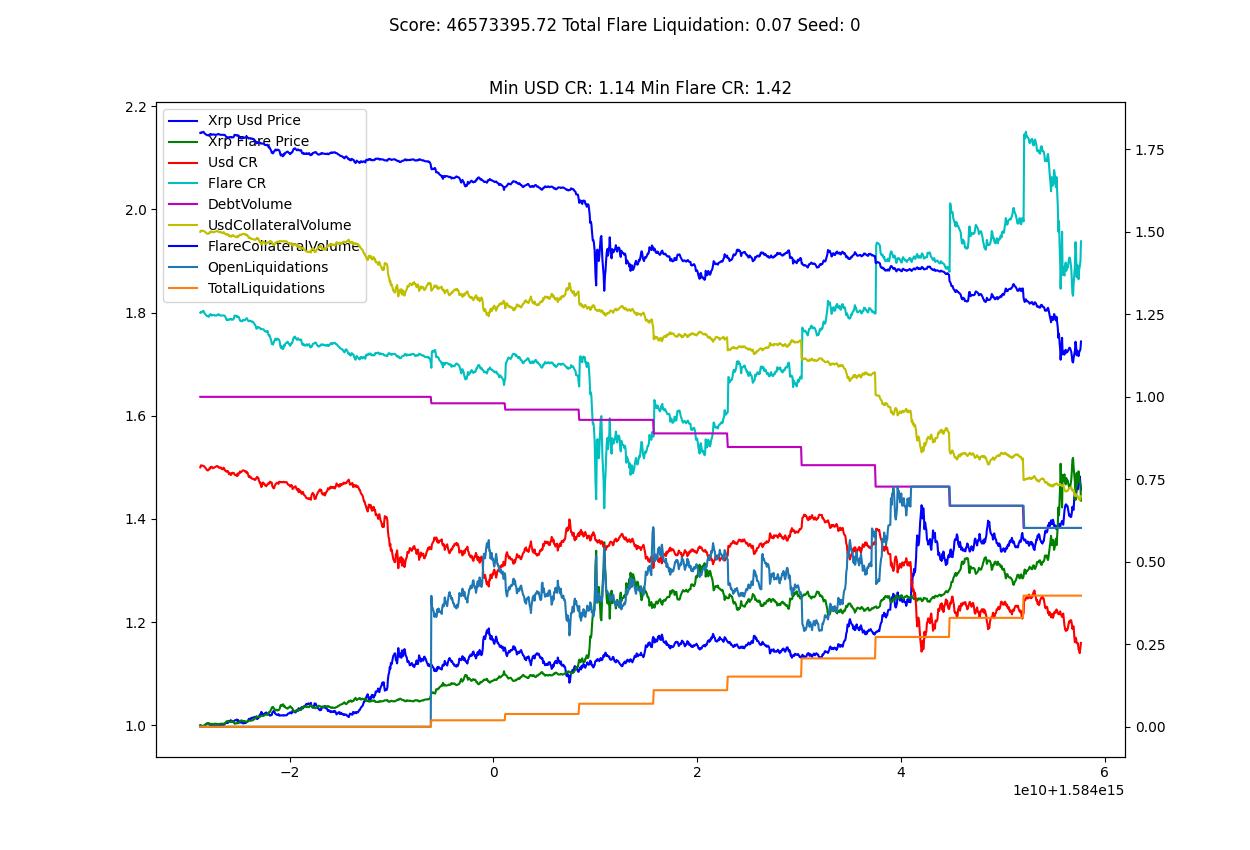 Score: 46573395.72 Total Flare Liquidation: 0.07 Seed: 0
Min USD CR: 1.14 Min Flare CR: 1.42
Xrp Usd Price
Xrp Flare Price
Usd CR
Flare CR
DebtVolume
UsdCollateralVolume
FlareCollateralVolume
OpenLiquidations
TotalLiquidations
2.2
2.0
1.8
1.6
1.4
1.2
1.0
1.75
1.50
1.25
1.00
0.75
0.50
0.25
0.00
−2 0 2 4 6
1e10+1.584e15